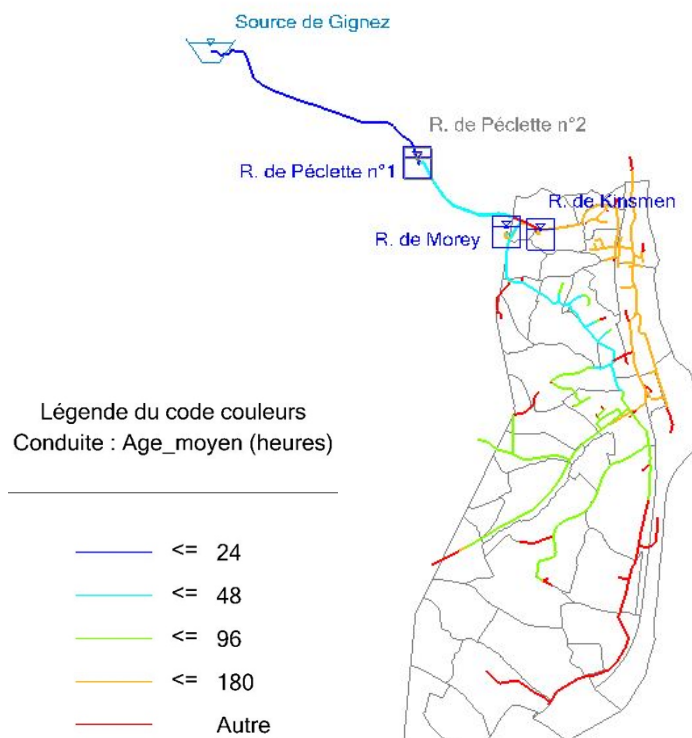 Source de Gignez
R. de Péclette n°2
R. de Péclette n°1
R. de Kinsmen
R. de Morey
Légende du code couleurs
Conduite : Age_moyen (heures)
<= 24
<= 48
<= 96
<= 180
Autre